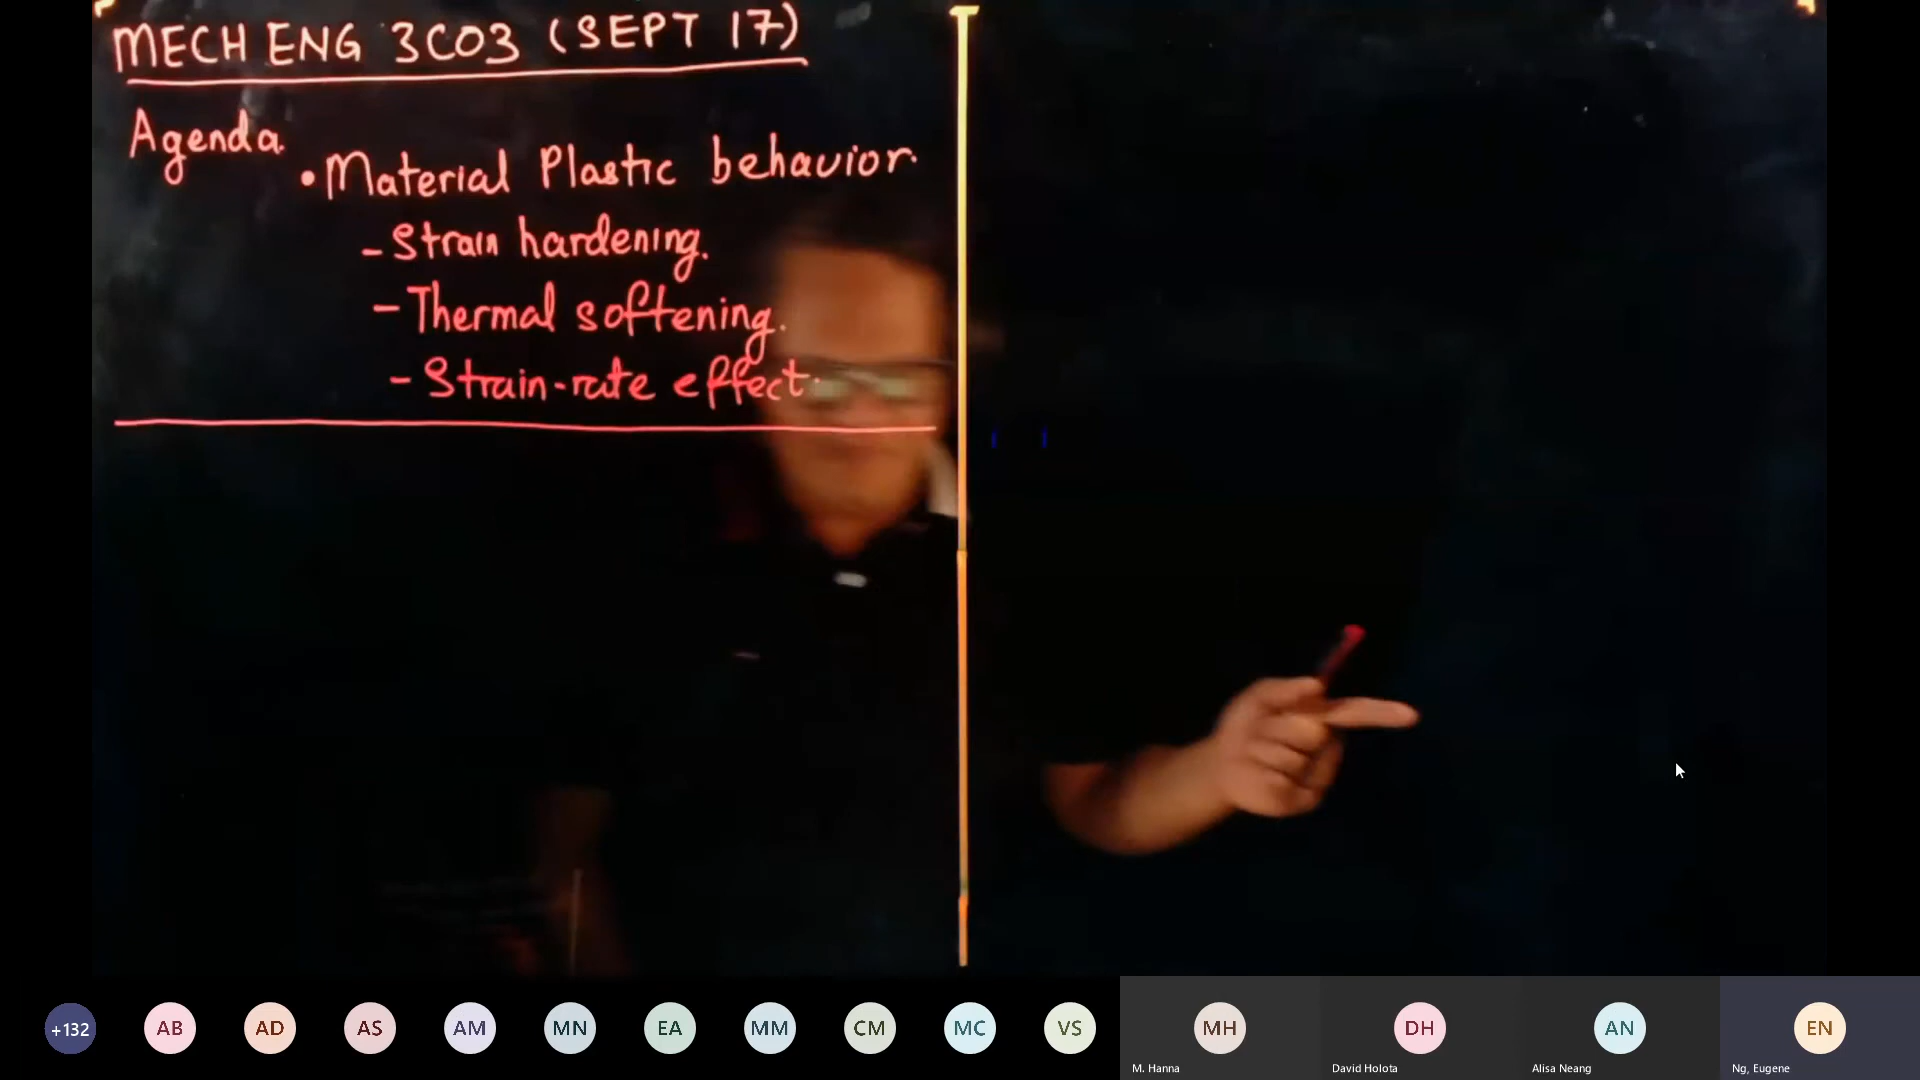 MECH ENG 3C03 (SEPT 17)
Agenda.
• Material Plastic behavior.
- Strain hardening.
- Thermal softening.
- Strain-rate effect.
+132
AB
AD
AS
AM
MN
EA
MM
CM
MC
VS
MH
DH
AN
EN
M. Hanna
David Holota
Alisa Neang
Ng, Eugene